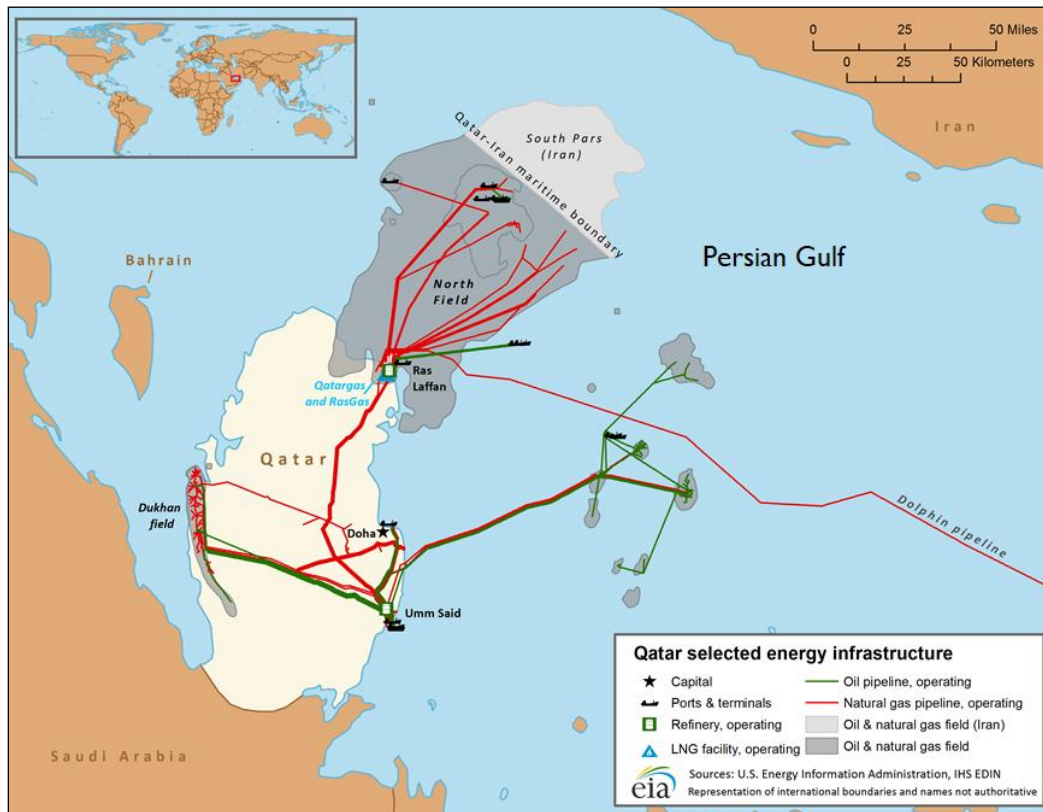 0 50 Miles
0 50 Kilometers
Iran
South Pars
(Iran)
Qatar-Iran maritime boundary
Persian Gulf
Bahrain
North
Field
Ras
Laffan
Qatargas
and RasGas
Qatar
Dukhan
field
Doha
Dolphin pipeline
Umm Said
Saudi Arabia
Qatar selected energy infrastructure
Capital
Ports & terminals
Refinery, operating
LNG facility, operating
Oil pipeline, operating
Natural gas pipeline, operating
Oil & natural gas field (Iran)
Oil & natural gas field
eia
Sources: U.S. Energy Information Administration, IHS EDIN
Representation of international boundaries and names not authoritative